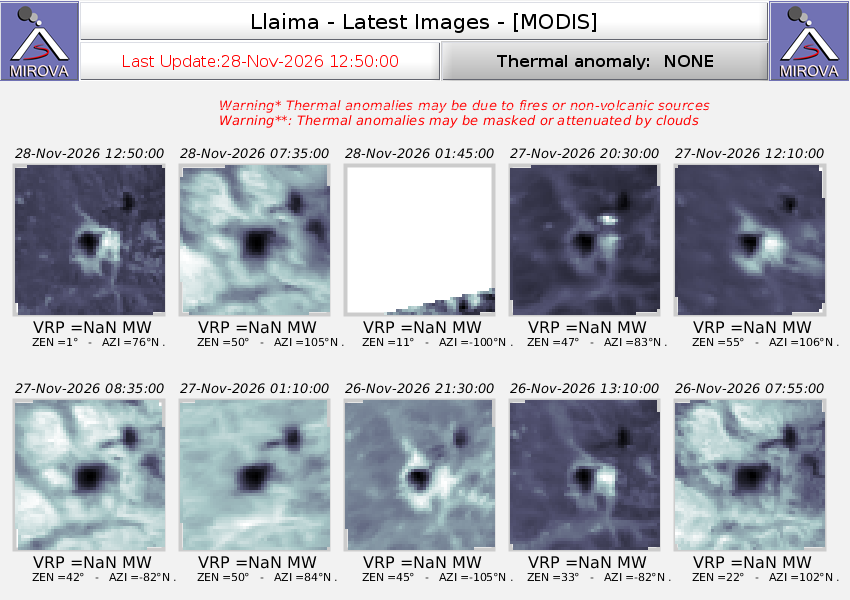 Llaima - Latest Images - [MODIS]
MIROVA
Last Update:28-Nov-2026 12:50:00
Thermal anomaly: NONE
MIROVA
Warning* Thermal anomalies may be due to fires or non-volcanic sources
Warning**: Thermal anomalies may be masked or attenuated by clouds
28-Nov-2026 12:50:00 28-Nov-2026 07:35:00 28-Nov-2026 01:45:00 27-Nov-2026 20:30:00 27-Nov-2026 12:10:00
VRP =NaN MW VRP =NaN MW VRP =NaN MW VRP =NaN MW VRP =NaN MW
ZEN =1° - AZI =76°N . ZEN =50° - AZI =105°N . ZEN =11° - AZI =-100°N . ZEN =47° - AZI =83°N . ZEN =55° - AZI =106°N .
27-Nov-2026 08:35:00 27-Nov-2026 01:10:00 26-Nov-2026 21:30:00 26-Nov-2026 13:10:00 26-Nov-2026 07:55:00
VRP =NaN MW VRP =NaN MW VRP =NaN MW VRP =NaN MW VRP =NaN MW
ZEN =42° - AZI =-82°N . ZEN =50° - AZI =84°N . ZEN =45° - AZI =-105°N . ZEN =33° - AZI =-82°N . ZEN =22° - AZI =102°N .